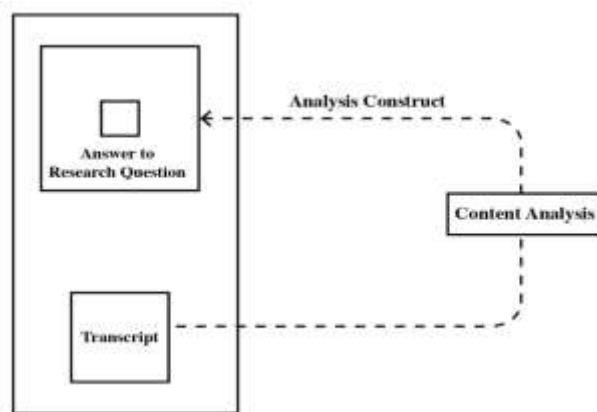 Analysis Construct
Answer to
Research Question
Content Analysis
Transcript